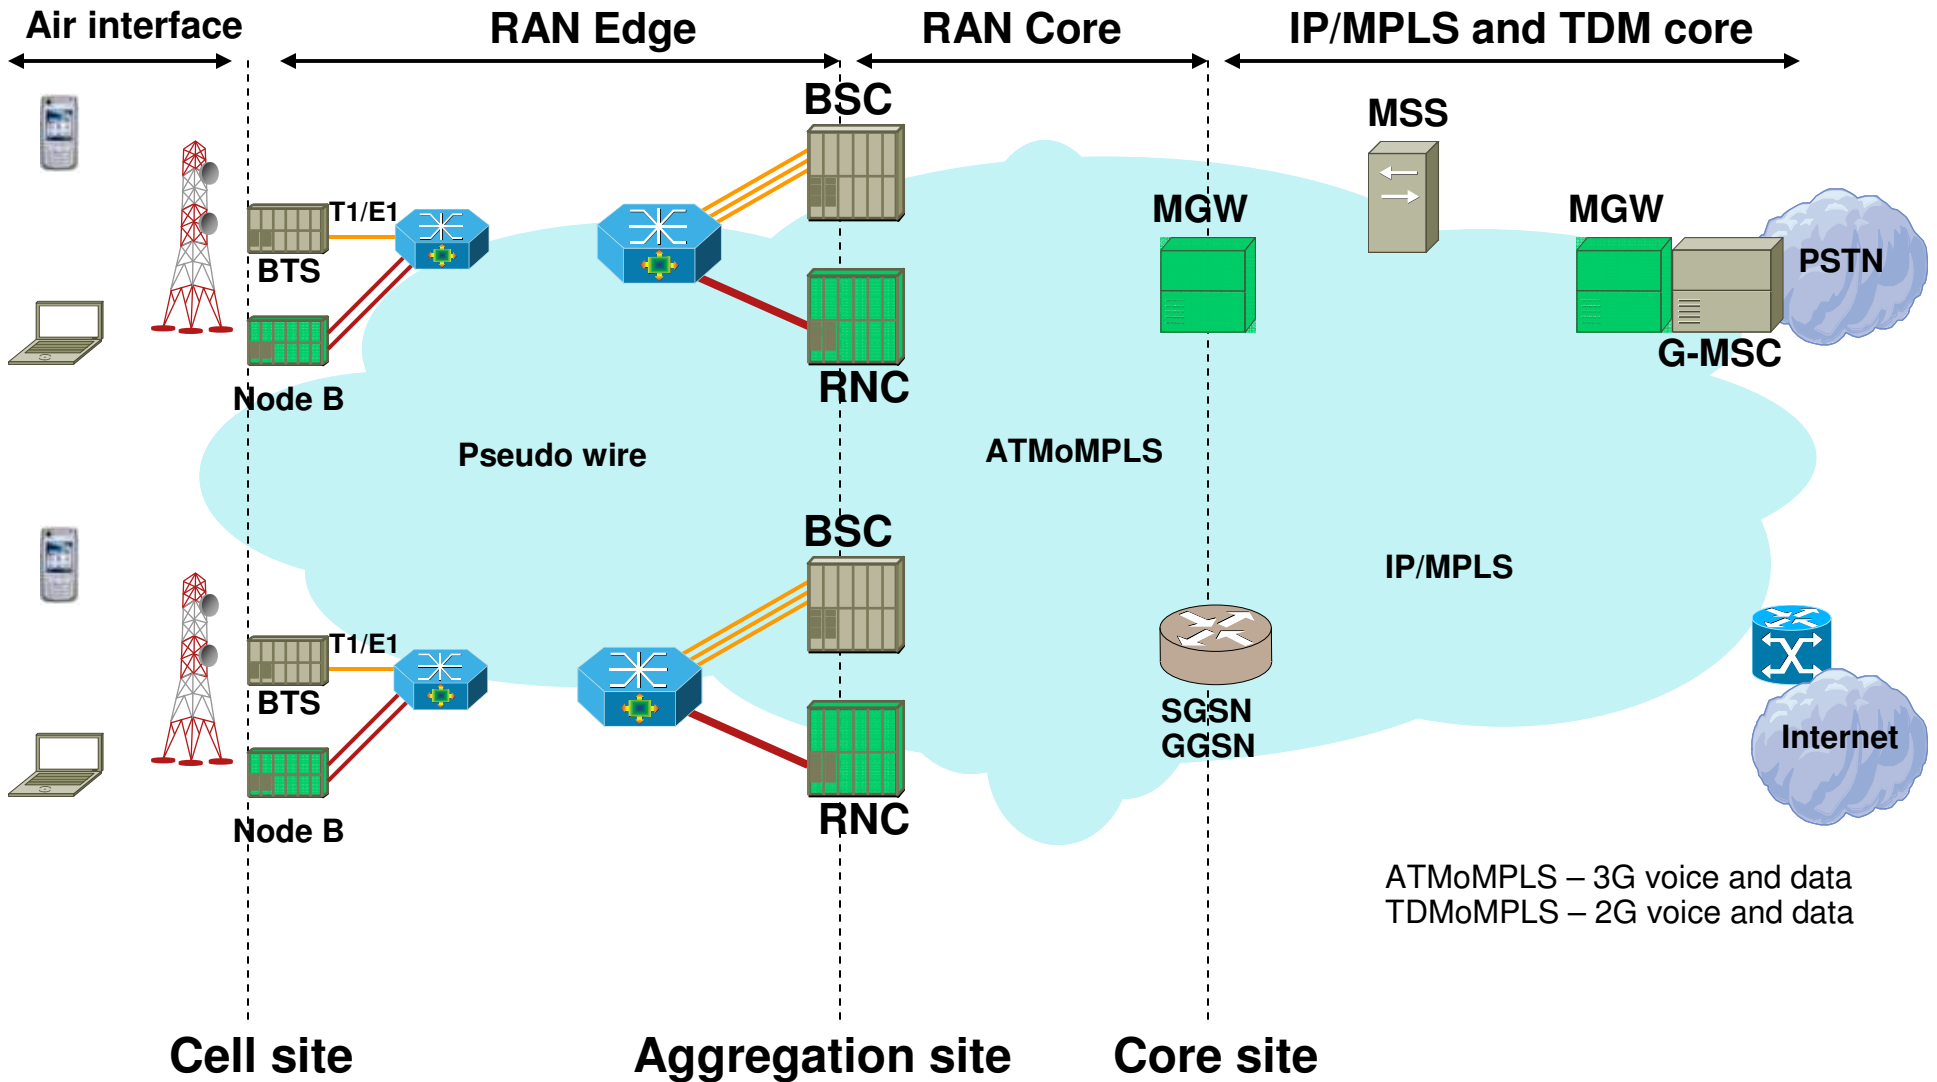 Air interface
RAN Edge
RAN Core
IP/MPLS and TDM core
BSC
MSS
T1/E1
MGW
MGW
BTS
PSTN
G-MSC
Node B
RNC
Pseudo wire
ATMoMPLS
BSC
IP/MPLS
T1/E1
BTS
SGSN
GGSN
Internet
Node B
RNC
ATMoMPLS – 3G voice and data
TDMoMPLS – 2G voice and data
Cell site
Aggregation site
Core site